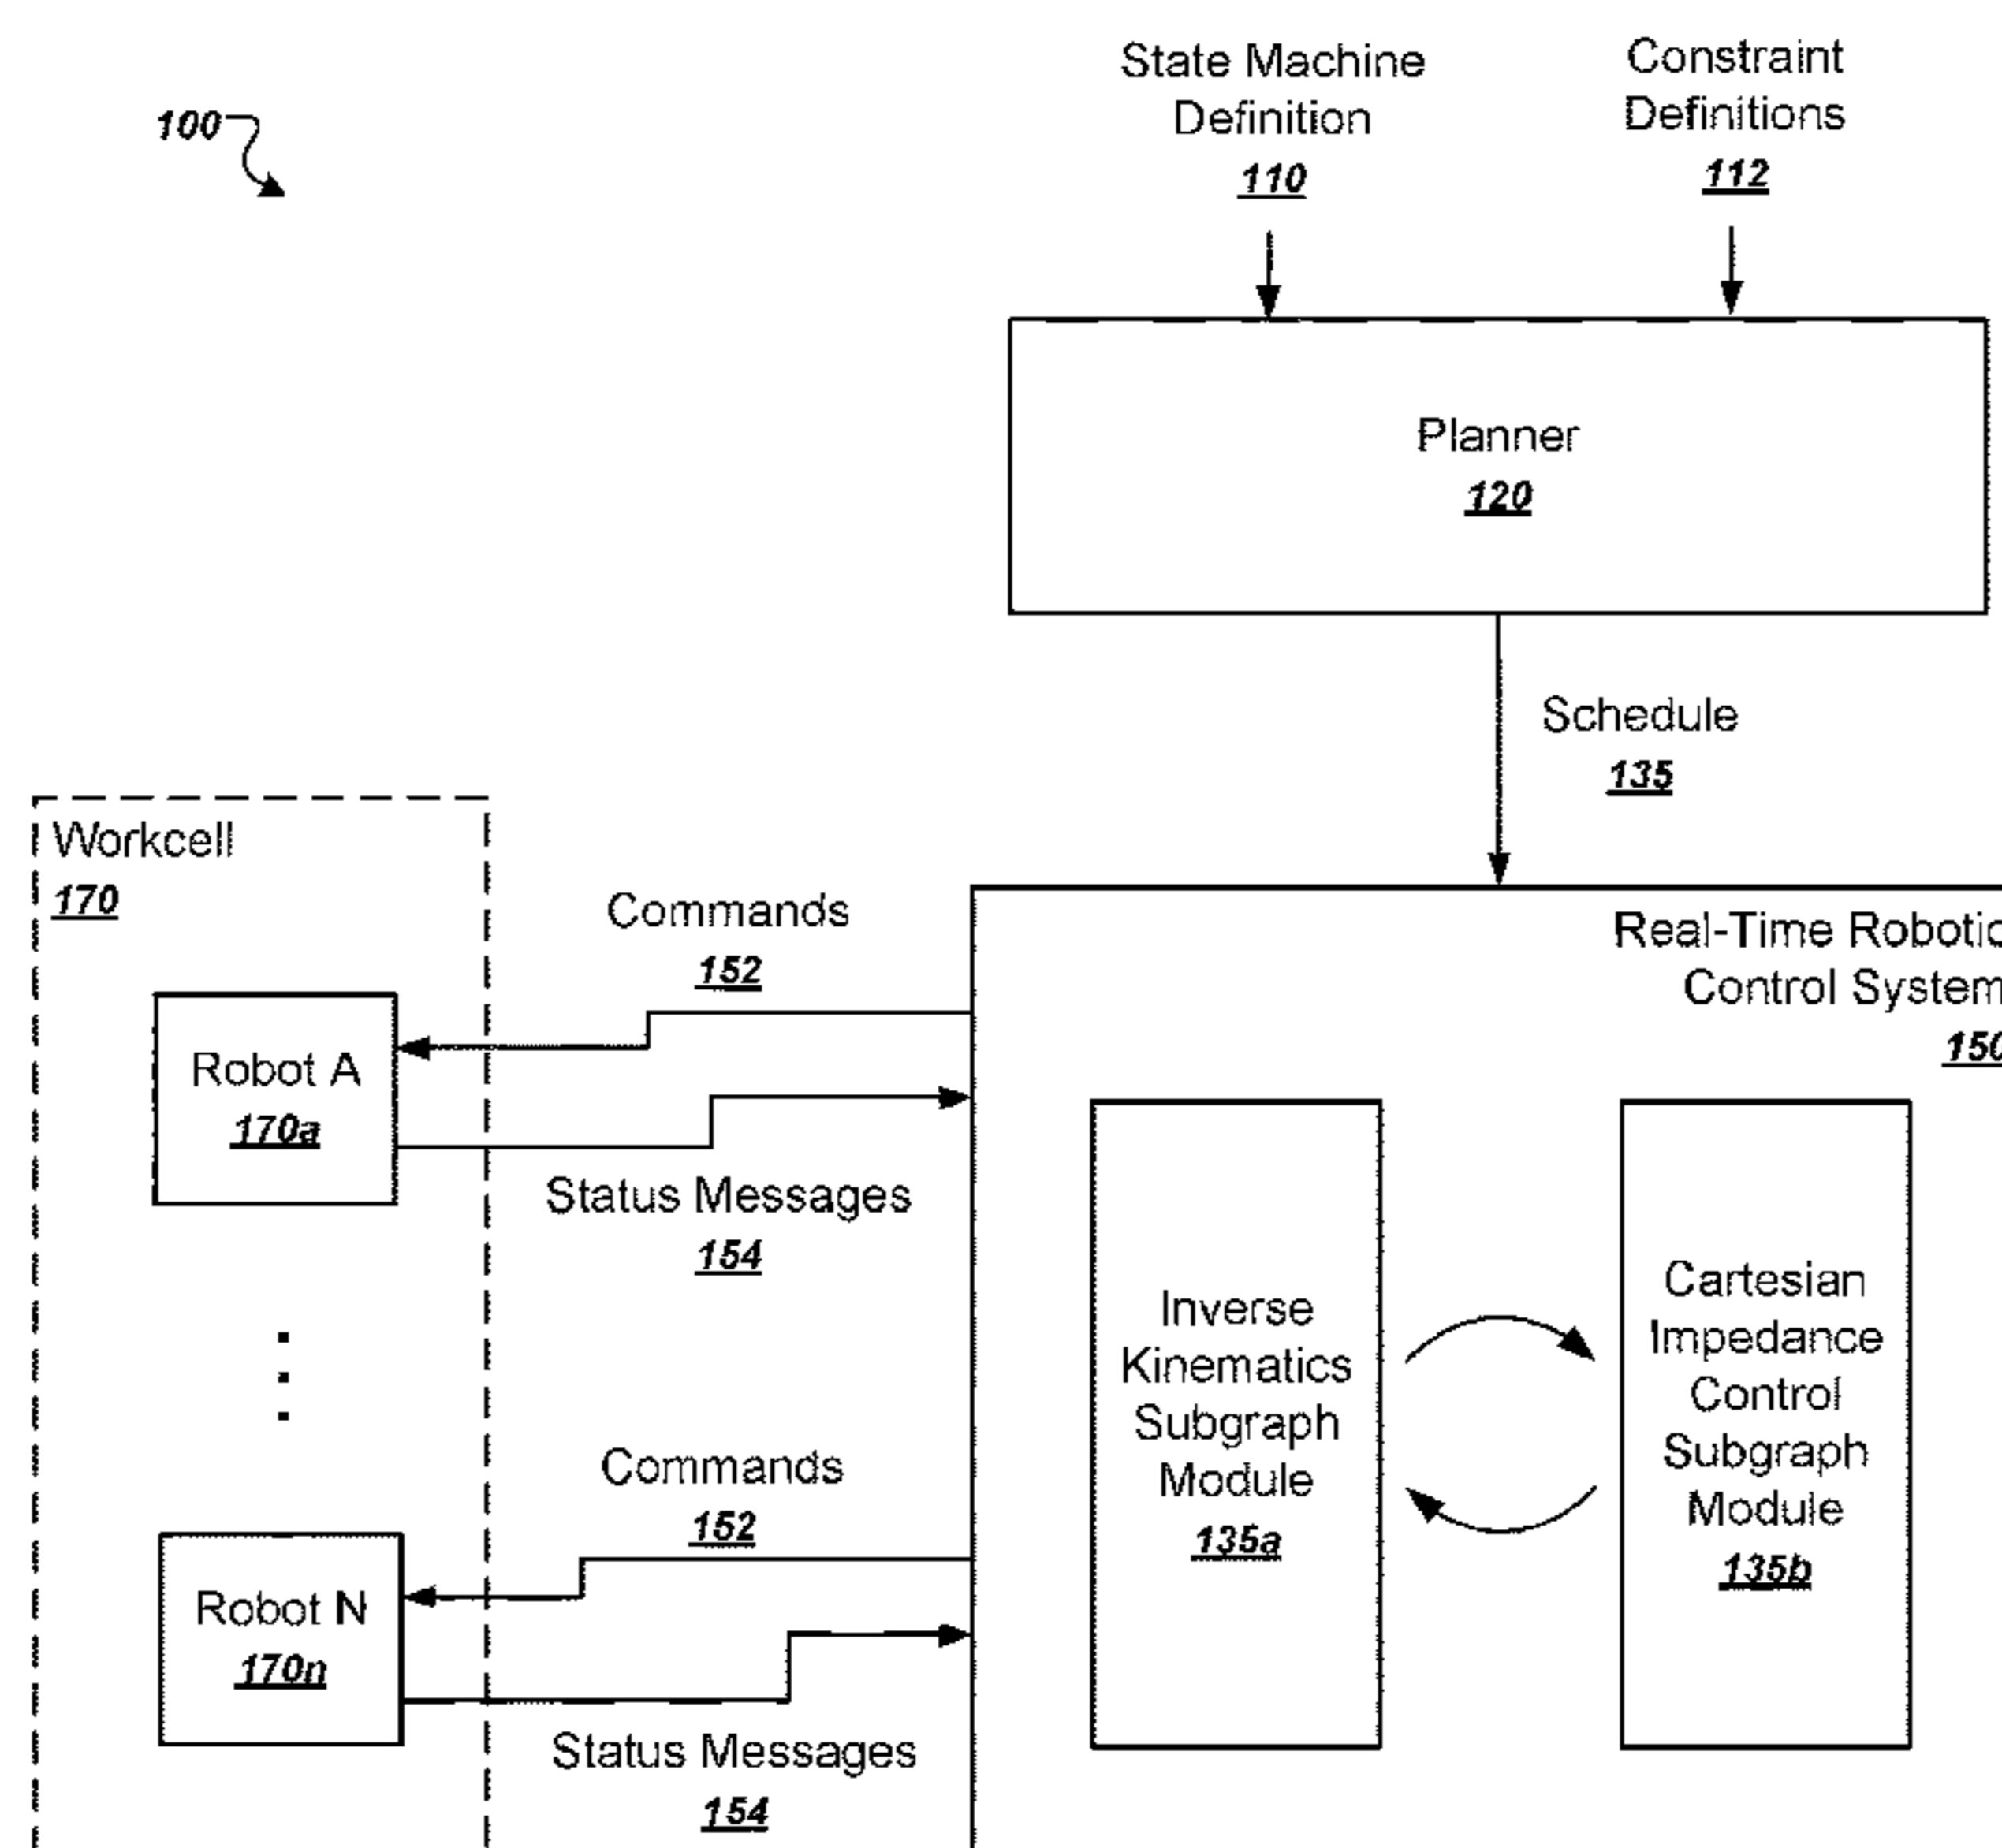 100
State Machine
Definition
110
Constraint
Definitions
112
Planner
120
Schedule
135
Workcell
170
Commands
152
Robot A
170a
Status Messages
154
Commands
152
Robot N
170n
Status Messages
154
Real-Time Robotic
Control System
150
Inverse
Kinematics
Subgraph
Module
135a
Cartesian
Impedance
Control
Subgraph
Module
135b